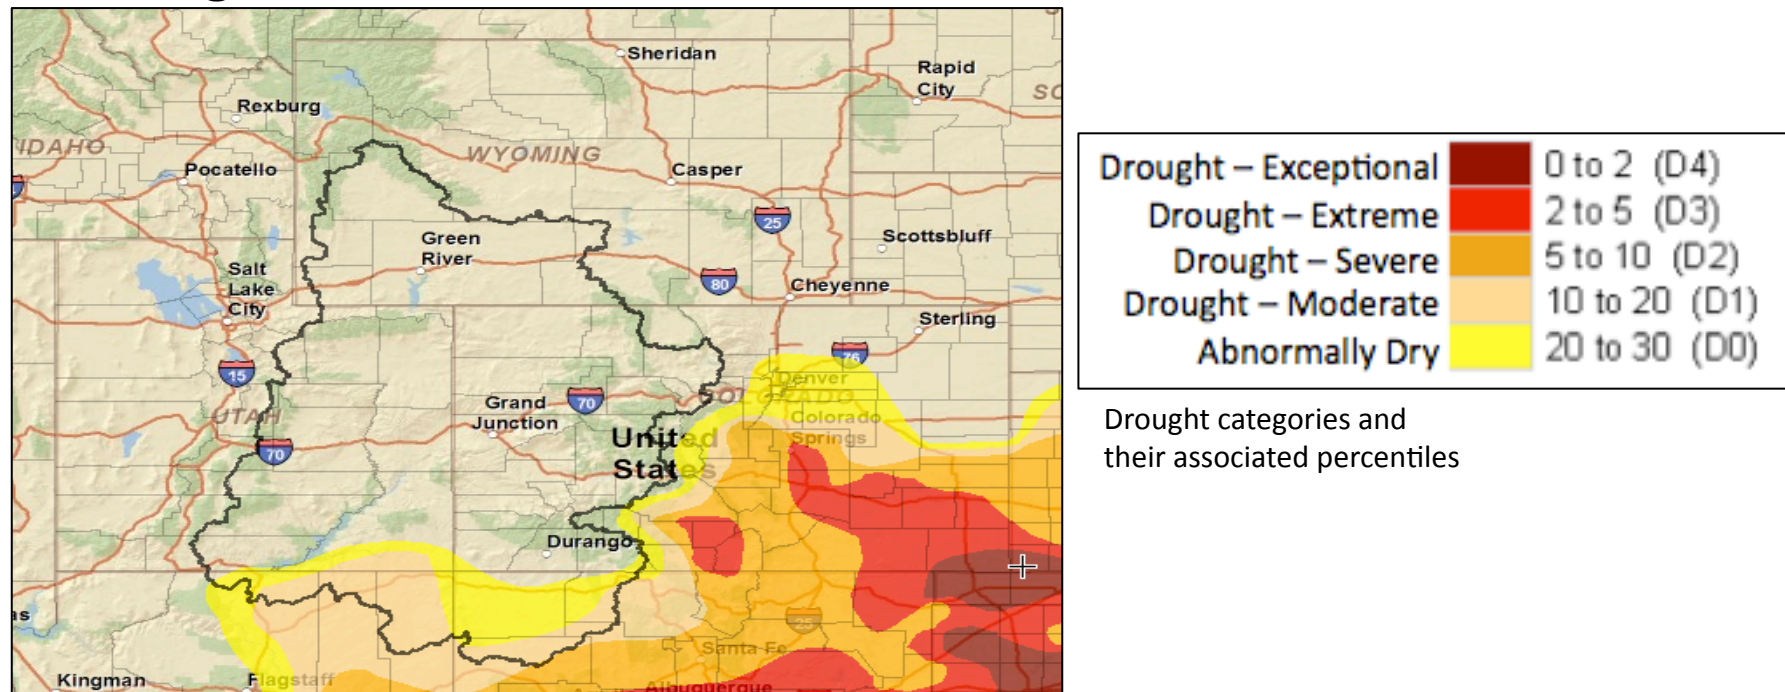 Sheridan
Rapid
City
Rexburg
IDAHO
WYOMING
Pocatello
Casper
25
Green
River
Scottsbluff
Salt
Lake
City
80
Cheyenne
Sterling
76
15
Denver
UTAH
COLORADO
Grand
Junction
70
Colorado
Springs
United
States
70
Durango
25
Santa Fe
Kingman
Flagstaff
Albuquerque
Drought – Exceptional 0 to 2 (D4)
Drought – Extreme 2 to 5 (D3)
Drought – Severe 5 to 10 (D2)
Drought – Moderate 10 to 20 (D1)
Abnormally Dry 20 to 30 (D0)
Drought categories and
their associated percentiles